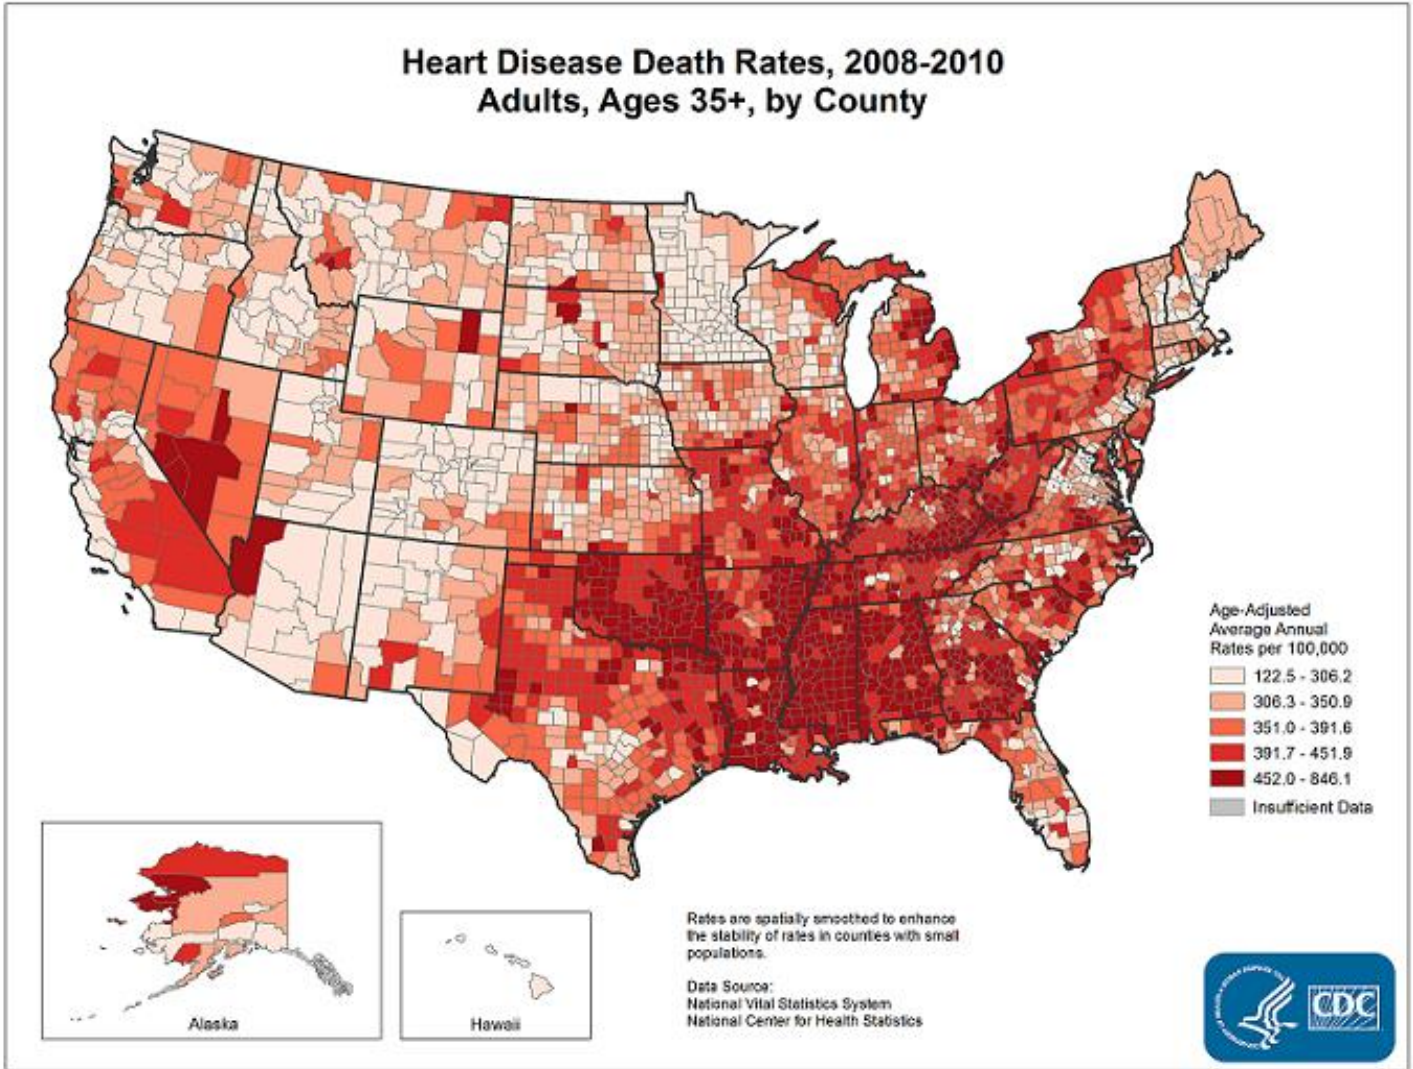 Heart Disease Death Rates, 2008-2010
Adults, Ages 35+, by County
Age-Adjusted
Average Annual
Rates per 100,000
122.5 - 306.2
306.3 - 350.9
351.0 - 391.6
391.7 - 451.9
452.0 - 846.1
Insufficient Data
Alaska
Hawaii
Rates are spatially smoothed to enhance
the stability of rates in counties with small
populations.
Data Source:
National Vital Statistics System
National Center for Health Statistics
CDC